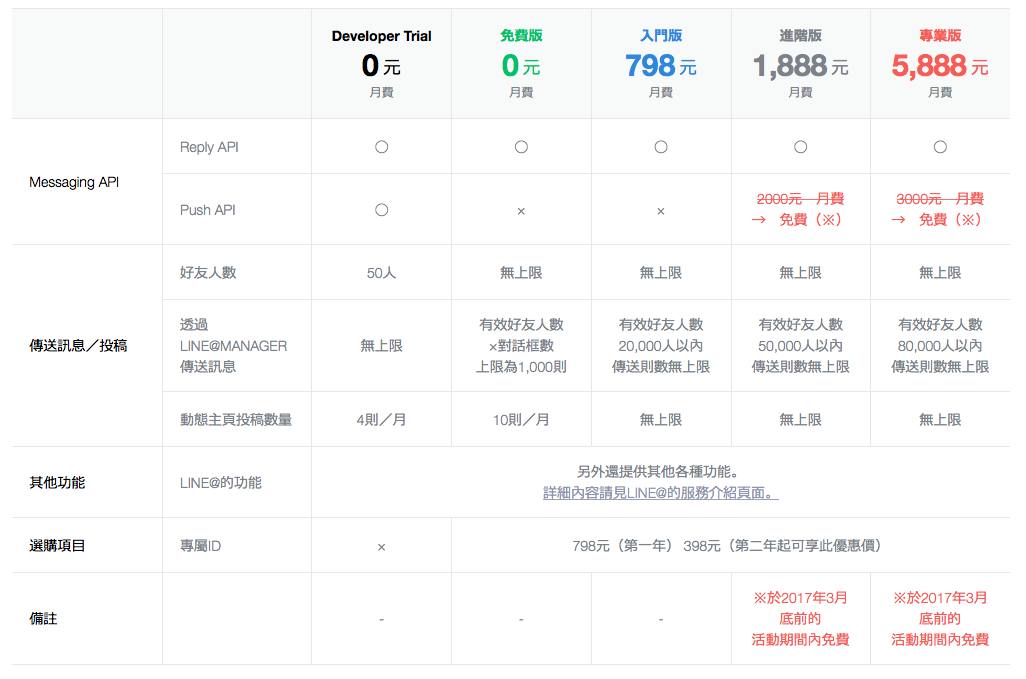 Developer Trial 免費版 入門版 進階版 專業版
0 元 0 元 798 元 1,888 元 5,888 元
月費 月費 月費 月費 月費
Messaging API
Reply API ○ ○ ○ ○ ○
Push API ○ × × 2000元 月費 3000元 月費
→ 免費（※） → 免費（※）
傳送訊息／投稿
好友人數 50人 無上限 無上限 無上限 無上限
透過 有效好友人數 有效好友人數 有效好友人數 有效好友人數
LINE@MANAGER 無上限 ×對話框數 20,000人以內 50,000人以內 80,000人以內
傳送訊息 上限為1,000則 傳送則數無上限 傳送則數無上限 傳送則數無上限
動態主頁投稿數量 4則／月 10則／月 無上限 無上限 無上限
其他功能 LINE@的功能
另外還提供其他各種功能。
詳細內容請見LINE@的服務介紹頁面。
選購項目 專屬ID × 798元（第一年） 398元（第二年起可享此優惠價）
備註 - - -
※於2017年3月 ※於2017年3月
底前的 底前的
活動期間內免費 活動期間內免費